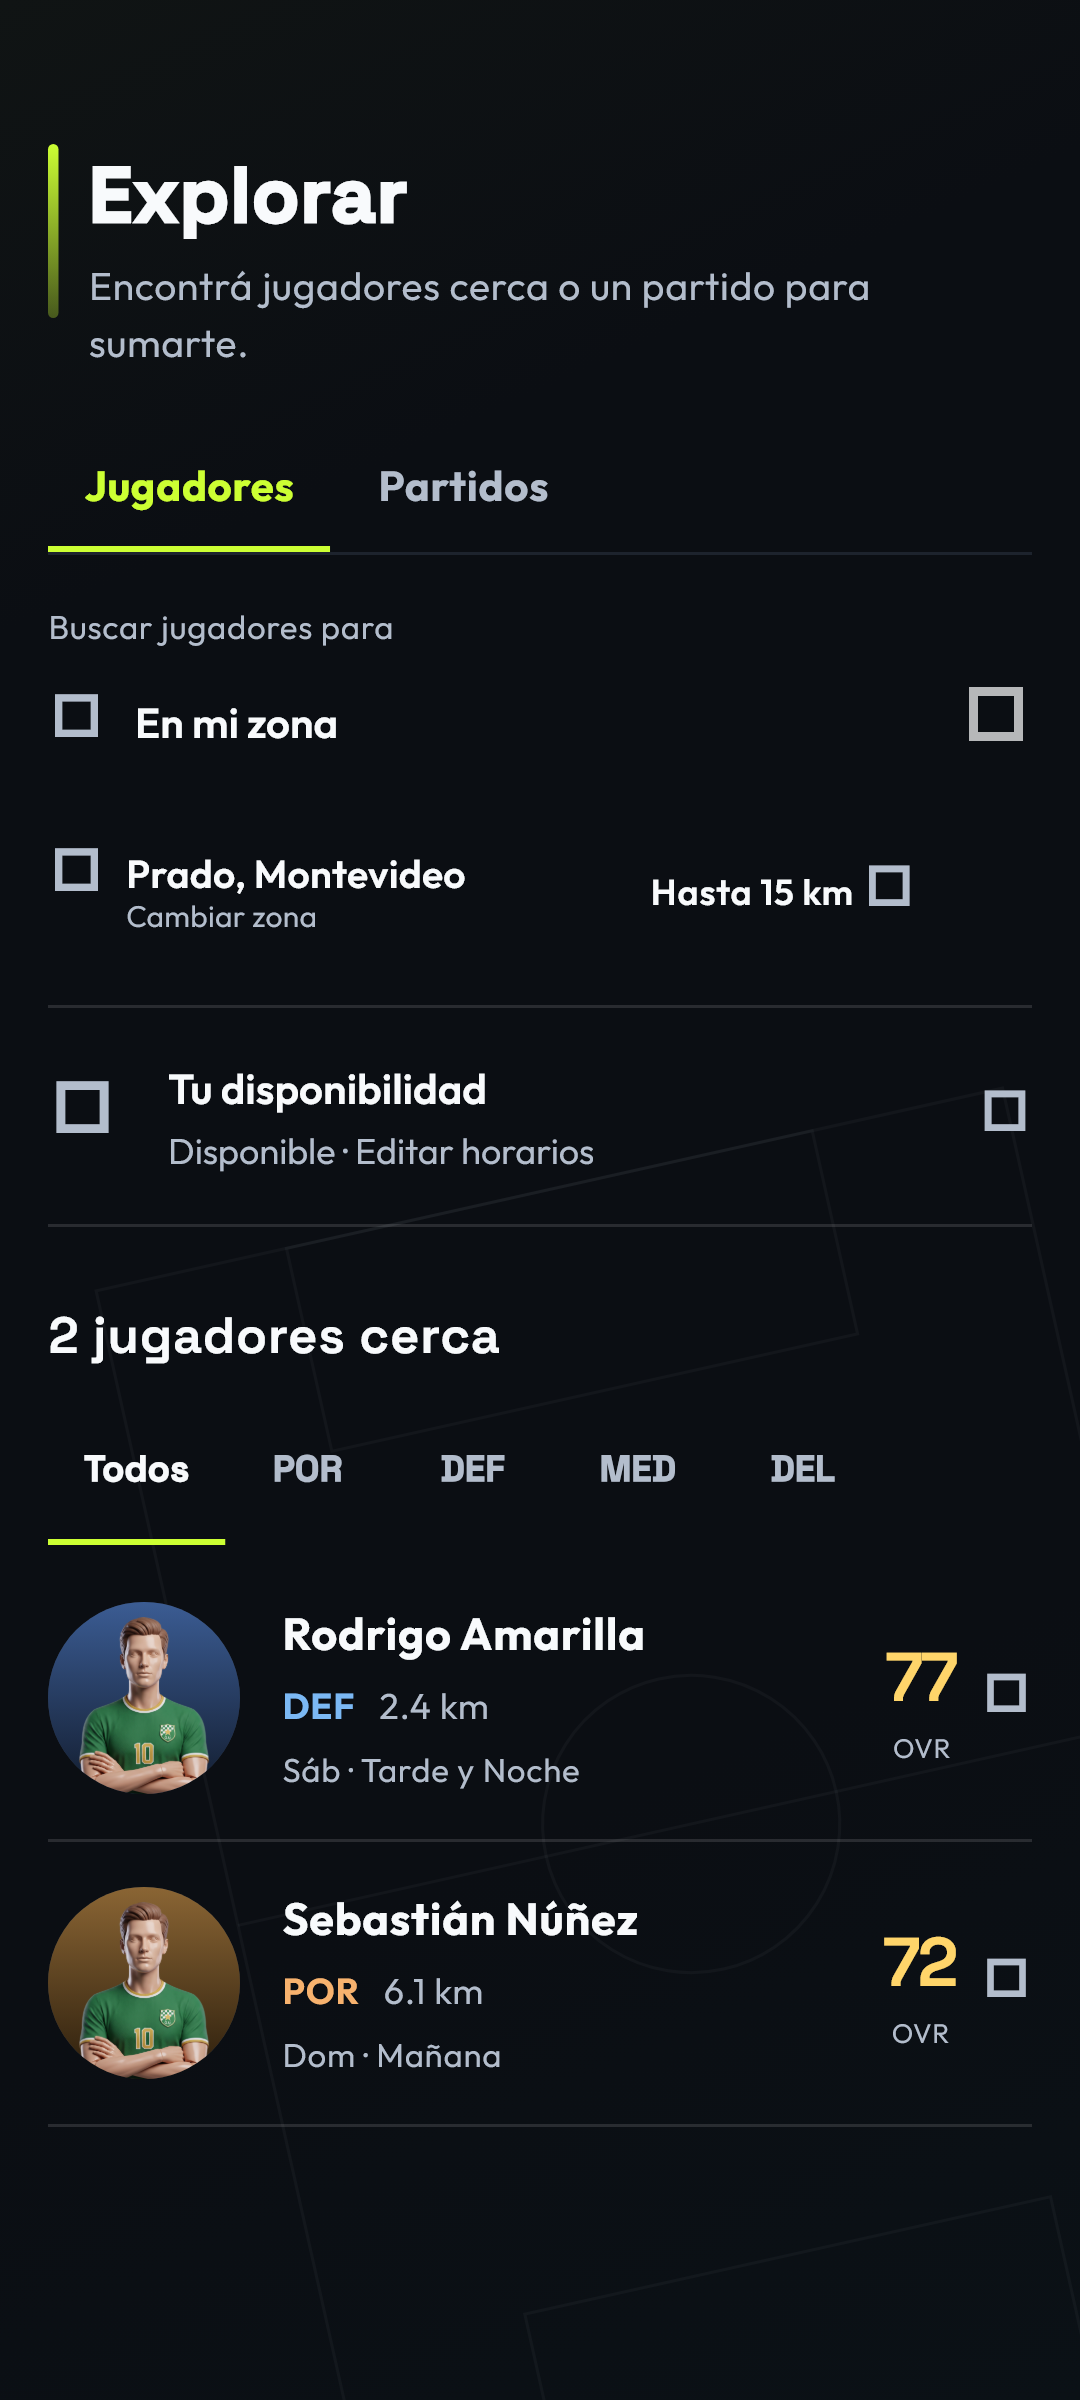 Explorar
Encontrá jugadores cerca o un partido para
sumarte.
Jugadores Partidos
Buscar jugadores para
En mi zona
Prado, Montevideo
Hasta 15 km
Cambiar zona
Tu disponibilidad
Disponible · Editar horarios
2 jugadores cerca
Todos POR DEF MED DEL
Rodrigo Amarilla
DEF 2.4 km
Sáb · Tarde y Noche
77
OVR
10
Sebastián Núñez
POR 6.1 km
Dom · Mañana
72
OVR
10